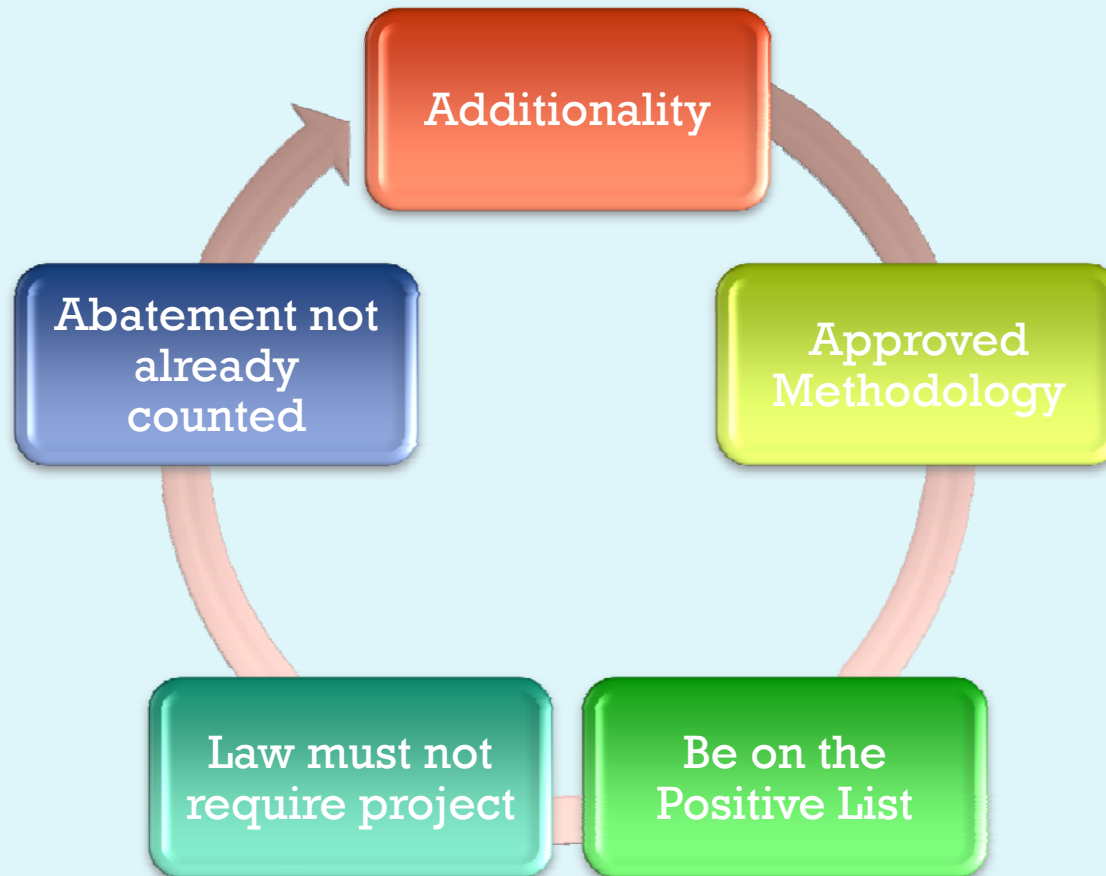 Additionality
Approved
Methodology
Be on the
Positive List
Law must not
require project
Abatement not
already
counted